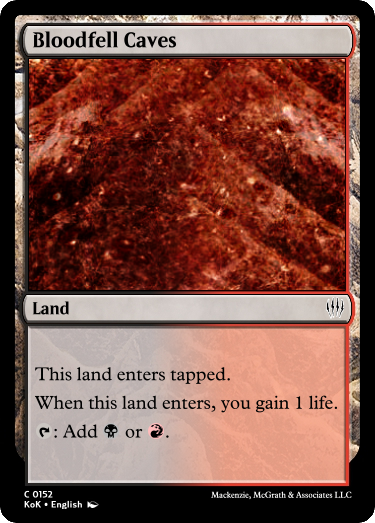 Bloodfell Caves
Land
This land enters tapped.
When this land enters, you gain 1 life.
: Add or .
C 0152
KoK • English
Mackenzie, McGrath & Associates LLC